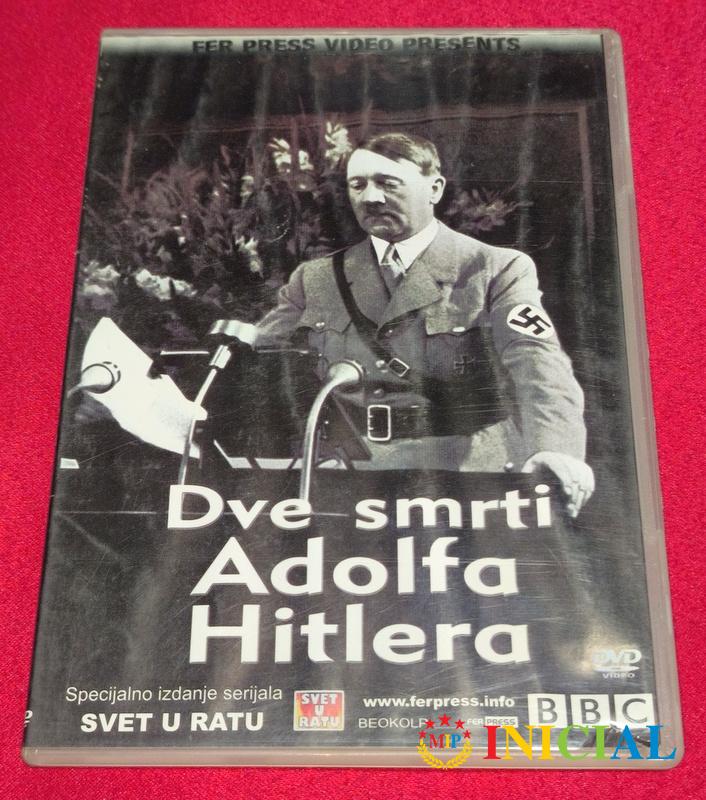 FER PRESS VIDEO PRESENTS
Dve smrti
Adolfa
Hitlera
DVD
VIDEO
Specijalno izdanje serijala
SVET U RATU
SVET
U
RATU
www.ferpress.info
FER PRESS
BBC
MP INICIAL